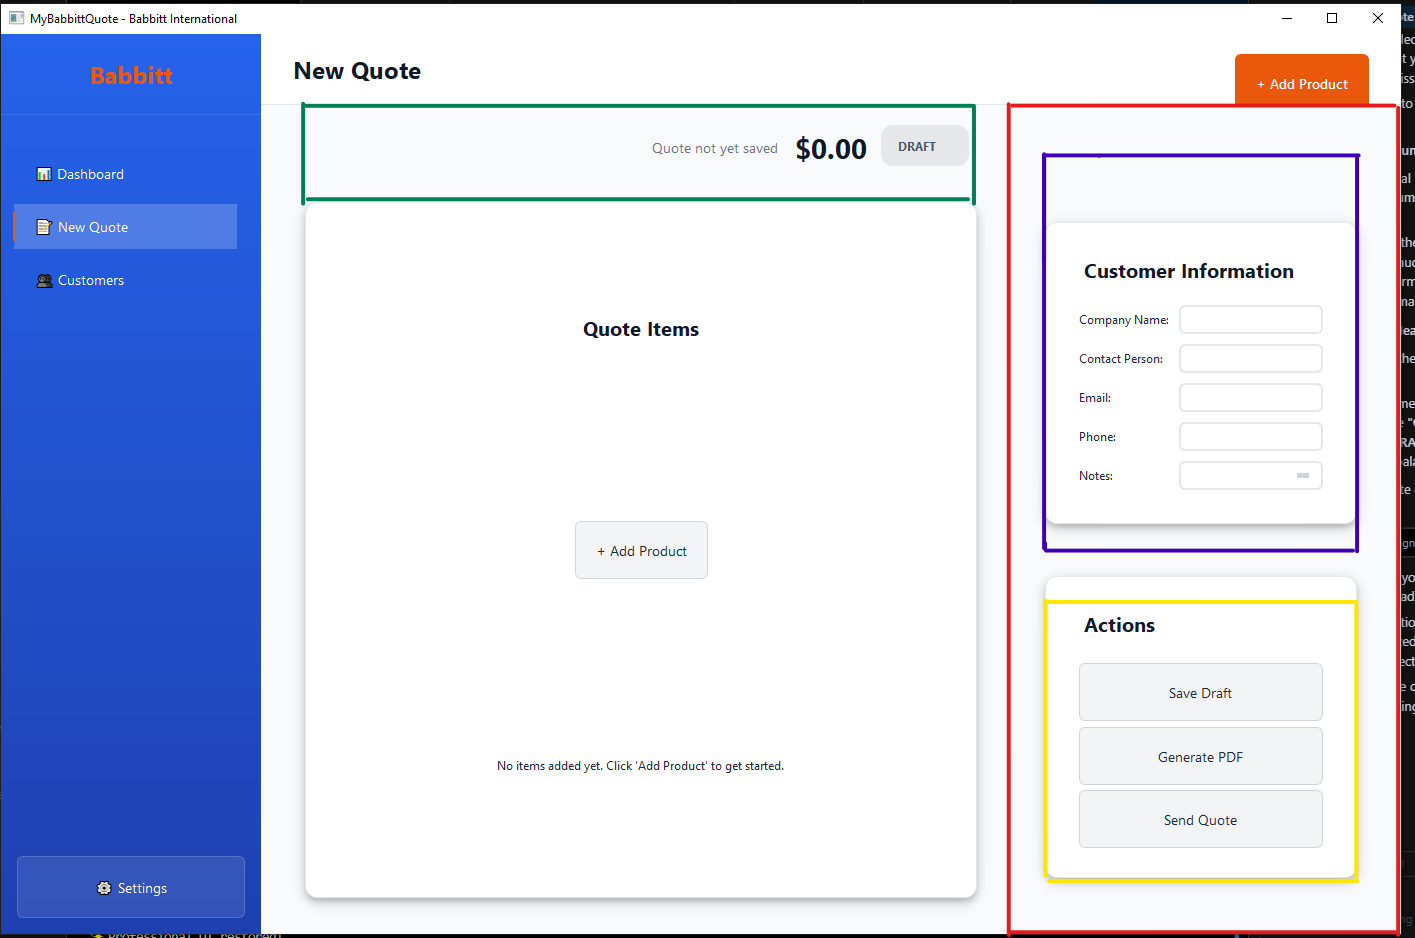 MyBabbittQuote - Babbitt International
Babbitt
Dashboard
New Quote
Customers
Settings
New Quote
+ Add Product
Quote not yet saved $0.00 DRAFT
Quote Items
+ Add Product
No items added yet. Click 'Add Product' to get started.
Customer Information
Company Name:
Contact Person:
Email:
Phone:
Notes:
Actions
Save Draft
Generate PDF
Send Quote